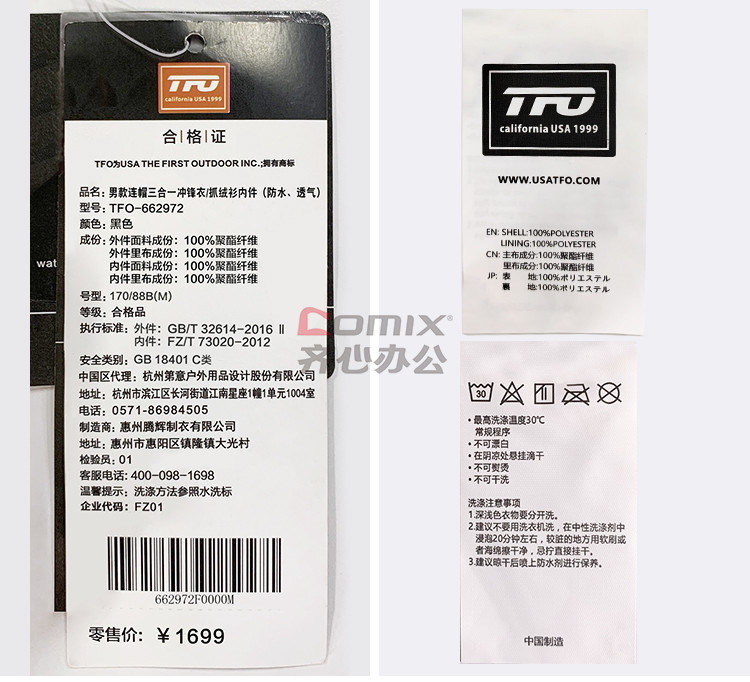 TFO
california USA 1999
合|格|证
TFO为USA THE FIRST OUTDOOR INC.;拥有商标
品名：男款连帽三合一冲锋衣/抓绒衫内件（防水、透气）
型号：TFO-662972
颜色：黑色
成份：外件面料成份：100%聚酯纤维
外件里布成份：100%聚酯纤维
内件面料成份：100%聚酯纤维
内件里布成份：100%聚酯纤维
号型：170/88B(M)
等级：合格品
执行标准：外件：GB/T 32614-2016 Ⅱ
内件：FZ/T 73020-2012
安全类别：GB 18401 C类
中国区代理：杭州第意户外用品设计股份有限公司
地址：杭州市滨江区长河街道江南星座1幢1单元1004室
电话：0571-86984505
制造商：惠州腾辉制衣有限公司
地址：惠州市惠阳区镇隆镇大光村
检验员：01
客服电话：400-098-1698
温馨提示：洗涤方法参照水洗标
企业代码：FZ01
662972F0000M
零售价：￥1699
wat
Comix®
齐心办公
TFO
california USA 1999
WWW.USATFO.COM
EN: SHELL:100%POLYESTER
LINING:100%POLYESTER
CN: 主布成分:100%聚酯纤维
里布成分:100%聚酯纤维
JP: 表 地:100%ポリエステル
裏 地:100%ポリエステル
30
•最高洗涤温度30℃
常规程序
•不可漂白
•在阴凉处悬挂滴干
•不可熨烫
•不可干洗
洗涤注意事项
1.深浅色衣物要分开洗。
2.建议不要用洗衣机洗，在中性洗涤剂中
浸泡20分钟左右，较脏的地方用软刷或
者海绵擦干净，忌拧直接挂干。
3.建议晾干后喷上防水剂进行保养。
中国制造